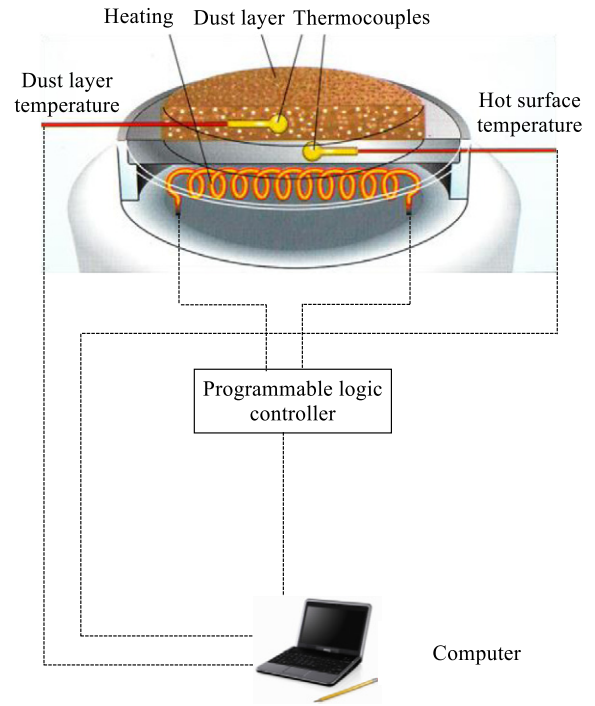 Heating
Dust layer
Thermocouples
Dust layer
temperature
Hot surface
temperature
Programmable logic
controller
Computer